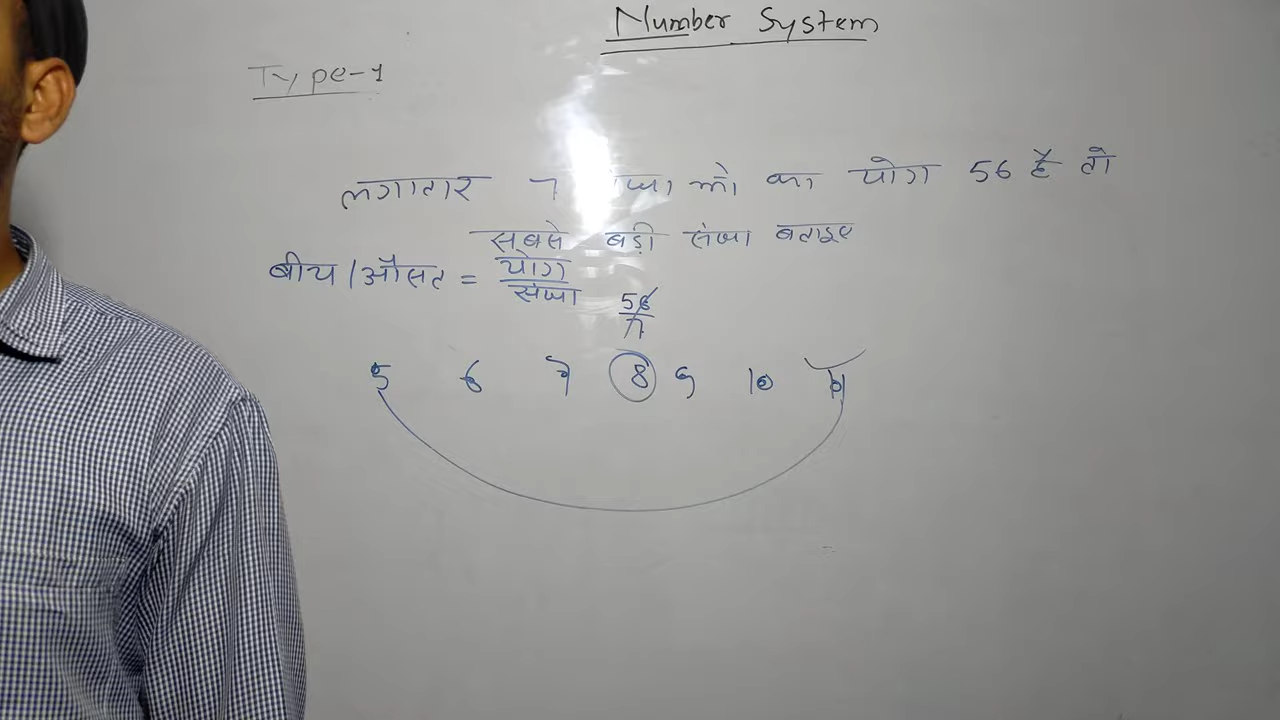 Number System
Type-1
लगातार 7 का योग 56 है तो
सबसे बड़ी संख्या बताइए
बीच / औसत = योग / संख्या
56 / 7
5 6 7 8 9 10 11